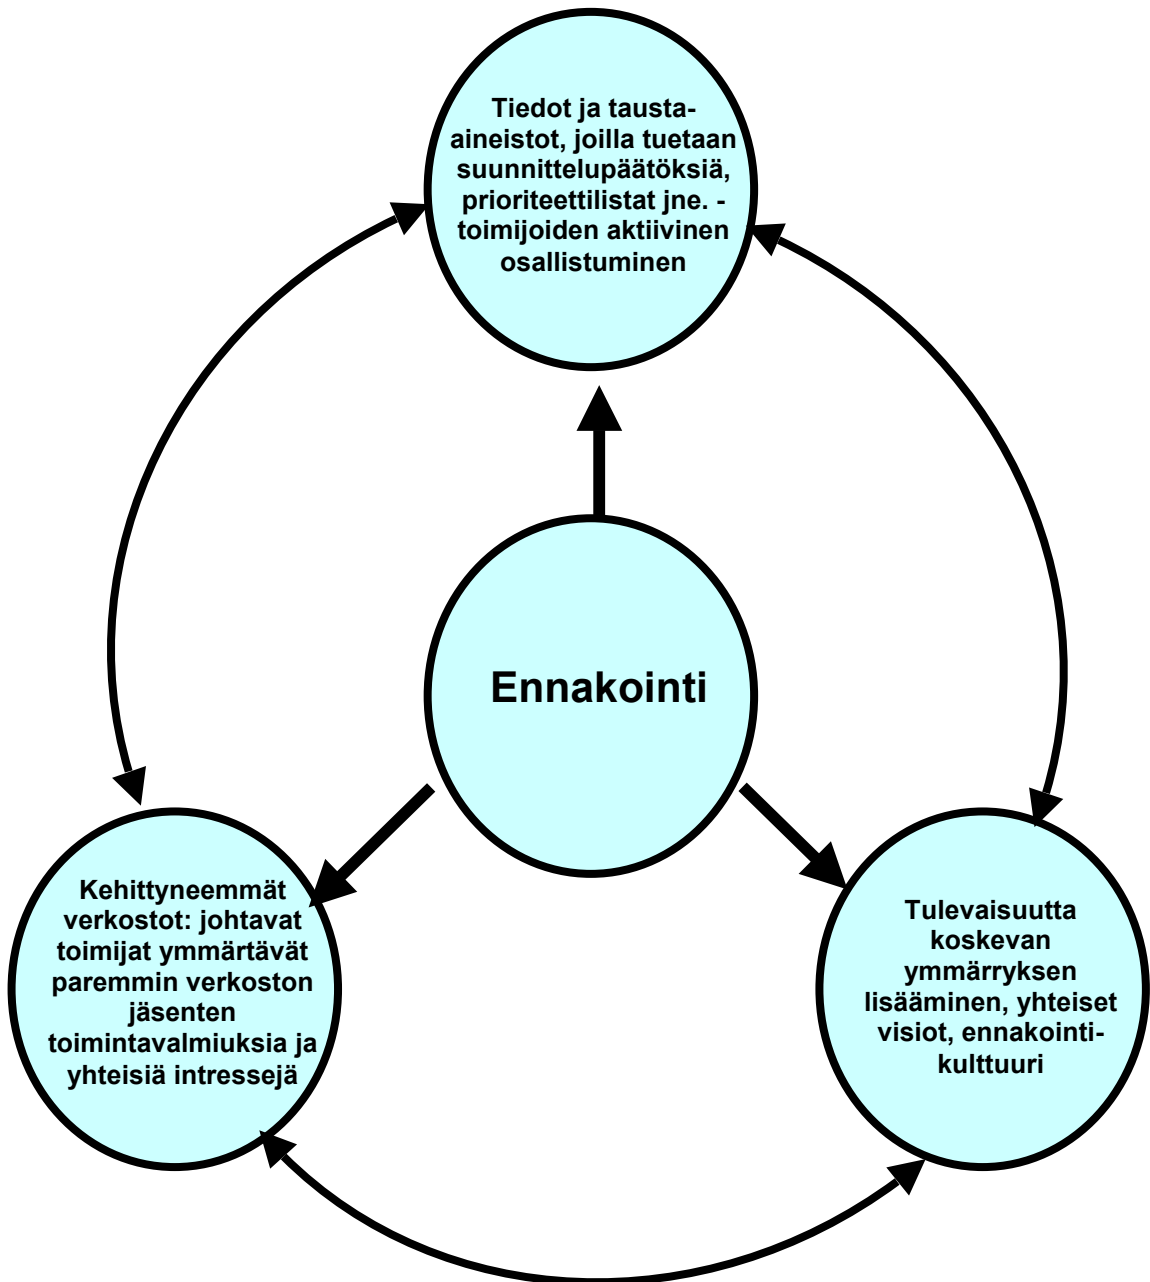 Tiedot ja tausta-
aineistot, joilla tuetaan
suunnittelupäätöksiä,
prioriteettilistat jne. -
toimijoiden aktiivinen
osallistuminen
Ennakointi
Kehittyneemmät
verkostot: johtavat
toimijat ymmärtävät
paremmin verkoston
jäsenten
toimintavalmiuksia ja
yhteisiä intressejä
Tulevaisuutta
koskevan
ymmärryksen
lisääminen, yhteiset
visiot, ennakointi-
kulttuuri